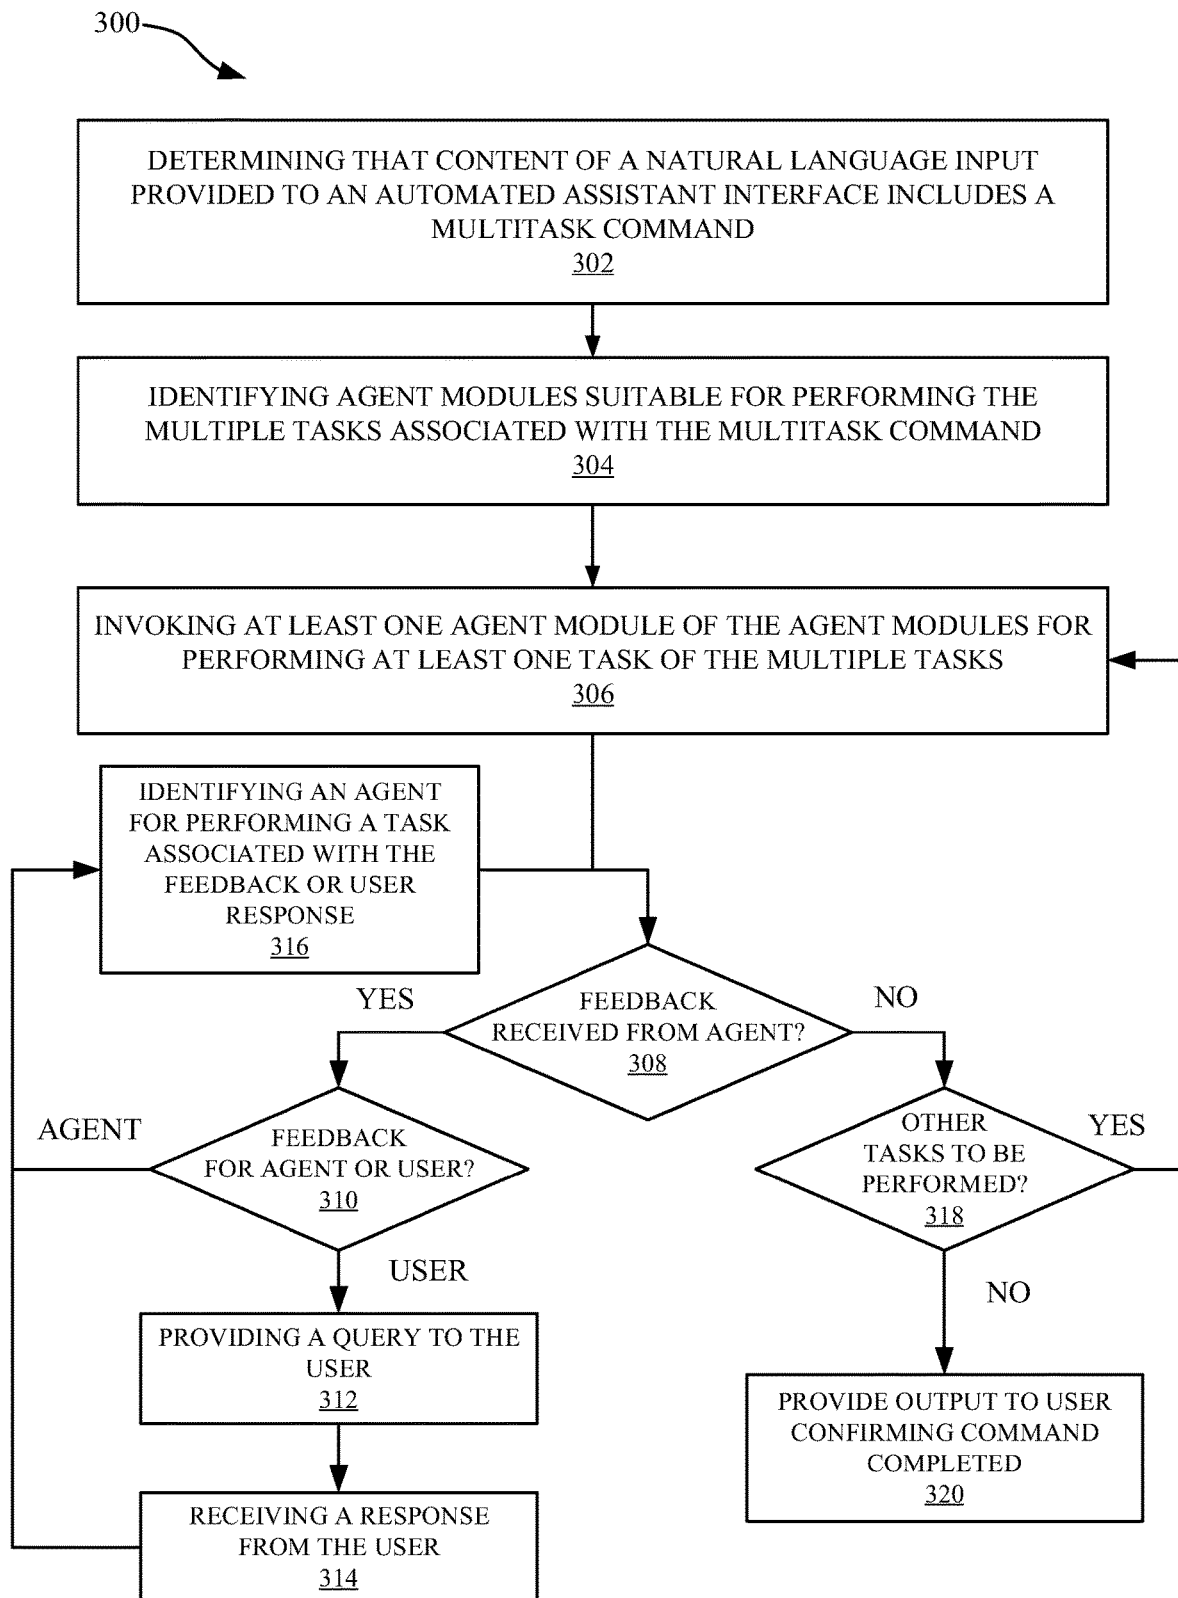 300
DETERMINING THAT CONTENT OF A NATURAL LANGUAGE INPUT
PROVIDED TO AN AUTOMATED ASSISTANT INTERFACE INCLUDES A
MULTITASK COMMAND
302
IDENTIFYING AGENT MODULES SUITABLE FOR PERFORMING THE
MULTIPLE TASKS ASSOCIATED WITH THE MULTITASK COMMAND
304
INVOKING AT LEAST ONE AGENT MODULE OF THE AGENT MODULES FOR
PERFORMING AT LEAST ONE TASK OF THE MULTIPLE TASKS
306
IDENTIFYING AN AGENT
FOR PERFORMING A TASK
ASSOCIATED WITH THE
FEEDBACK OR USER
RESPONSE
316
YES
FEEDBACK
RECEIVED FROM AGENT?
308
NO
AGENT
FEEDBACK
FOR AGENT OR USER?
310
OTHER
TASKS TO BE
PERFORMED?
318
YES
USER
NO
PROVIDING A QUERY TO THE
USER
312
PROVIDE OUTPUT TO USER
CONFIRMING COMMAND
COMPLETED
320
RECEIVING A RESPONSE
FROM THE USER
314